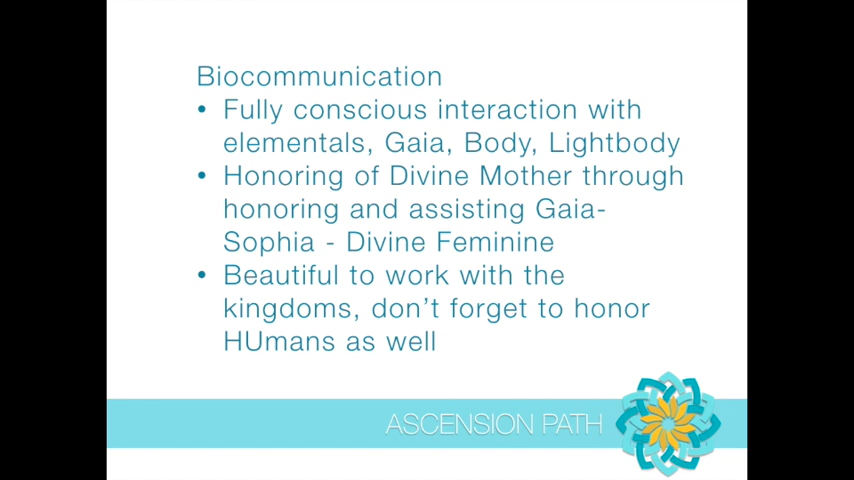 Biocommunication
• Fully conscious interaction with
elementals, Gaia, Body, Lightbody
• Honoring of Divine Mother through
honoring and assisting Gaia-
Sophia - Divine Feminine
• Beautiful to work with the
kingdoms, don’t forget to honor
HUmans as well
ASCENSION PATH